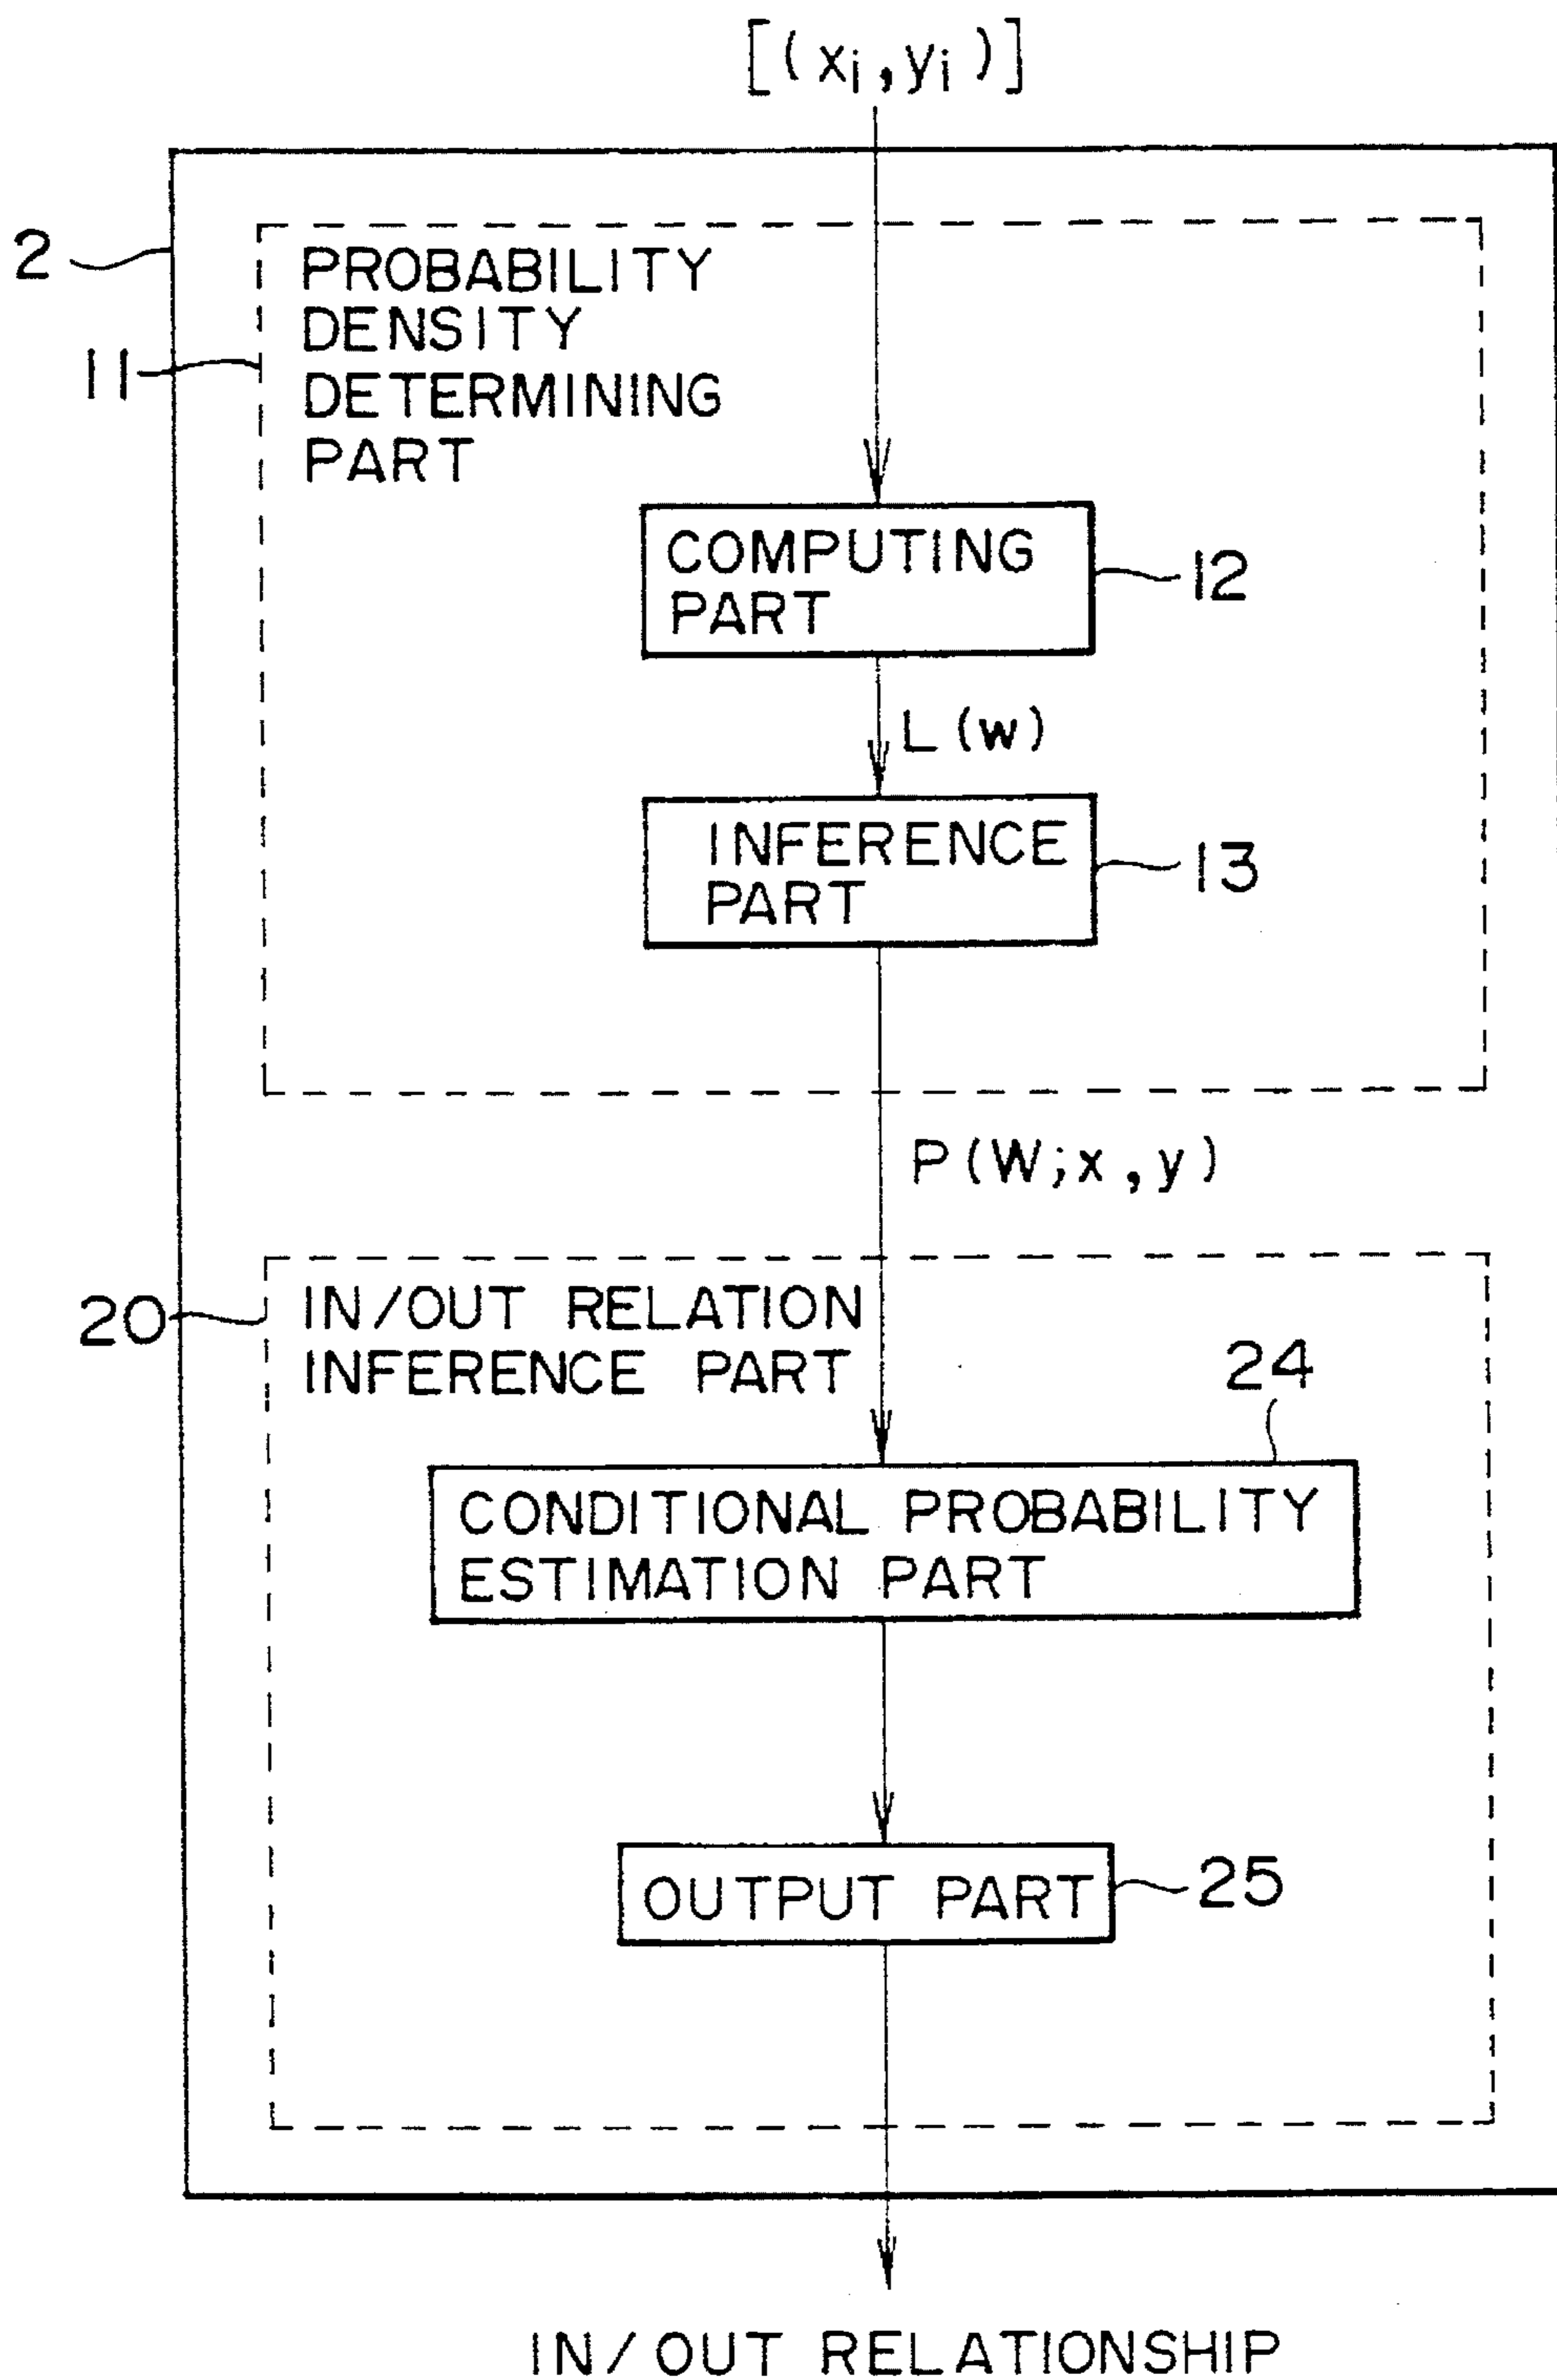 [(xi,yi)]
2
PROBABILITY
DENSITY
DETERMINING
PART
11
COMPUTING
PART
12
L(w)
INFERENCE
PART
13
P(W;x,y)
20
IN/OUT RELATION
INFERENCE PART
24
CONDITIONAL PROBABILITY
ESTIMATION PART
OUTPUT PART
25
IN/OUT RELATIONSHIP